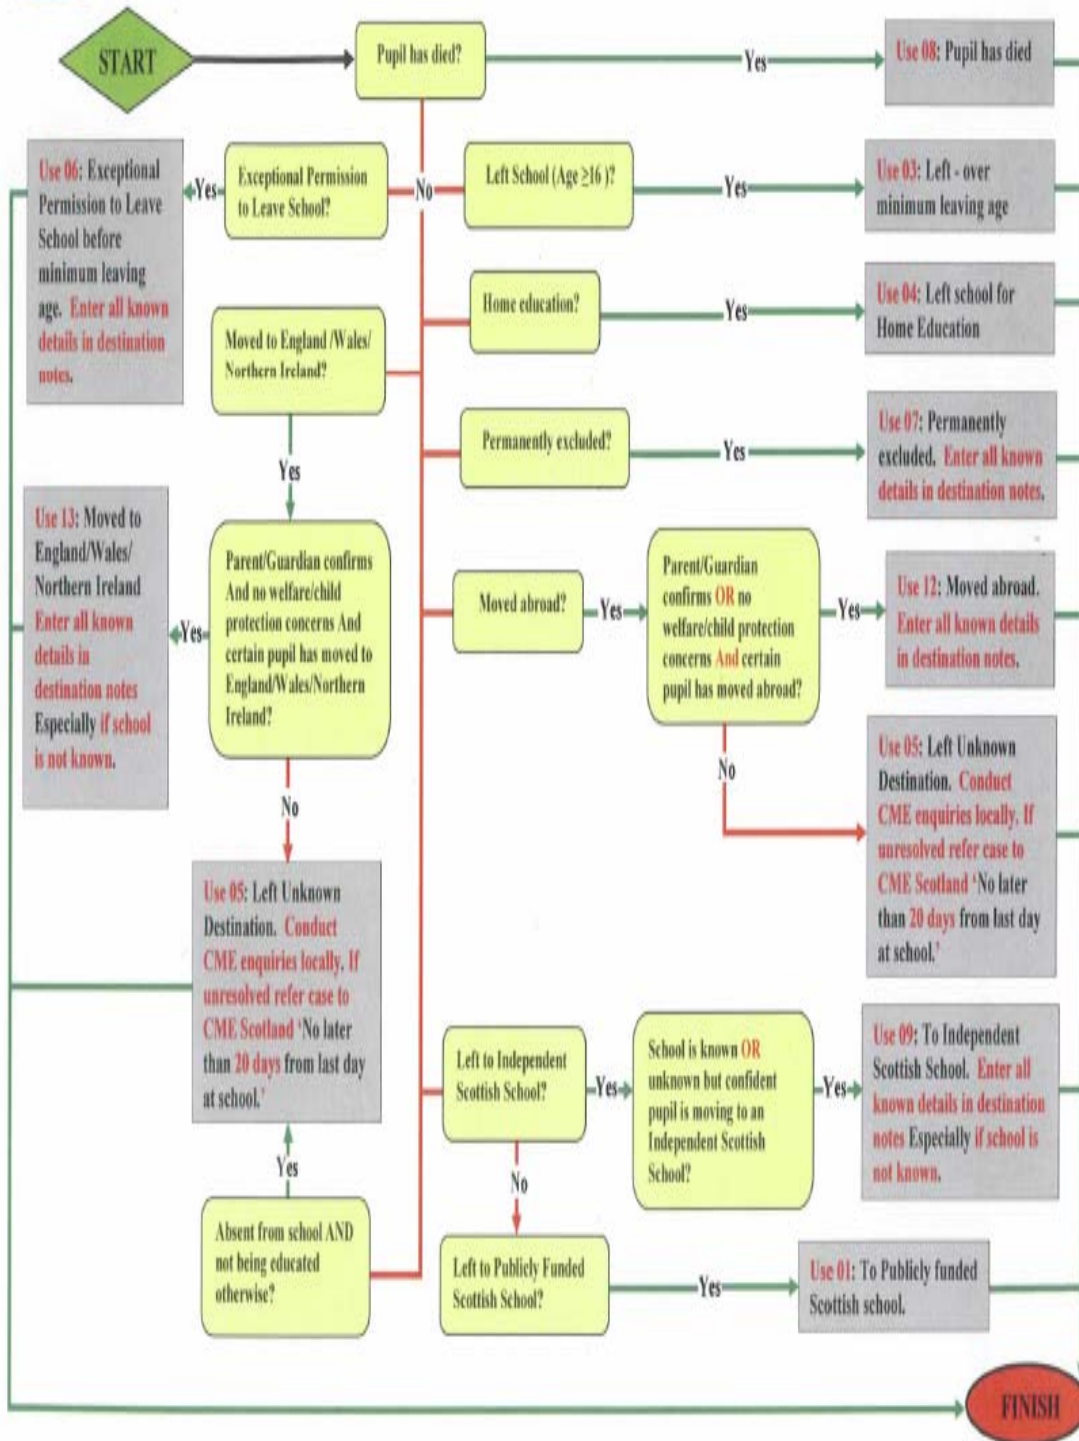 START
Pupil has died?
Yes
Use 08: Pupil has died
No
Use 06: Exceptional
Permission to Leave
School before
minimum leaving
age. Enter all known
details in destination
notes.
Yes
Exceptional Permission
to Leave School?
Left School (Age ≥16 )?
Yes
Use 03: Left - over
minimum leaving age
Home education?
Yes
Use 04: Left school for
Home Education
Moved to England /Wales/
Northern Ireland?
Yes
Permanently excluded?
Yes
Use 07: Permanently
excluded. Enter all known
details in destination notes.
Use 13: Moved to
England/Wales/
Northern Ireland
Enter all known
details in
destination notes
Especially if school
is not known.
Yes
Parent/Guardian confirms
And no welfare/child
protection concerns And
certain pupil has moved to
England/Wales/Northern
Ireland?
No
Moved abroad?
Yes
Parent/Guardian
confirms OR no
welfare/child protection
concerns And certain
pupil has moved abroad?
Yes
Use 12: Moved abroad.
Enter all known details
in destination notes.
No
Use 05: Left Unknown
Destination. Conduct
CME enquiries locally. If
unresolved refer case to
CME Scotland ‘No later
than 20 days from last day
at school.’
Use 05: Left Unknown
Destination. Conduct
CME enquiries locally. If
unresolved refer case to
CME Scotland ‘No later
than 20 days from last day
at school.’
Yes
Absent from school AND
not being educated
otherwise?
Left to Independent
Scottish School?
Yes
School is known OR
unknown but confident
pupil is moving to an
Independent Scottish
School?
Yes
Use 09: To Independent
Scottish School. Enter all
known details in destination
notes Especially if school is
not known.
No
Left to Publicly Funded
Scottish School?
Yes
Use 01: To Publicly funded
Scottish school.
FINISH